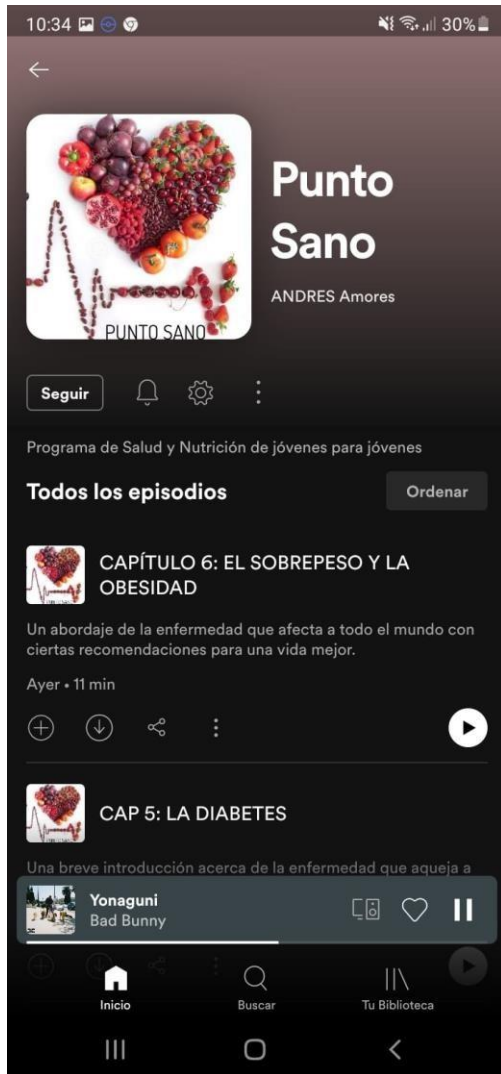 10:34
30%
PUNTO SANO
Punto
Sano
ANDRES Amores
Seguir
Programa de Salud y Nutrición de jóvenes para jóvenes
Todos los episodios
Ordenar
CAPÍTULO 6: EL SOBREPESO Y LA
OBESIDAD
Un abordaje de la enfermedad que afecta a todo el mundo con
ciertas recomendaciones para una vida mejor.
Ayer • 11 min
CAP 5: LA DIABETES
Una breve introducción acerca de la enfermedad que aqueja a
Yonaguni
Bad Bunny
Inicio
Buscar
Tu Biblioteca